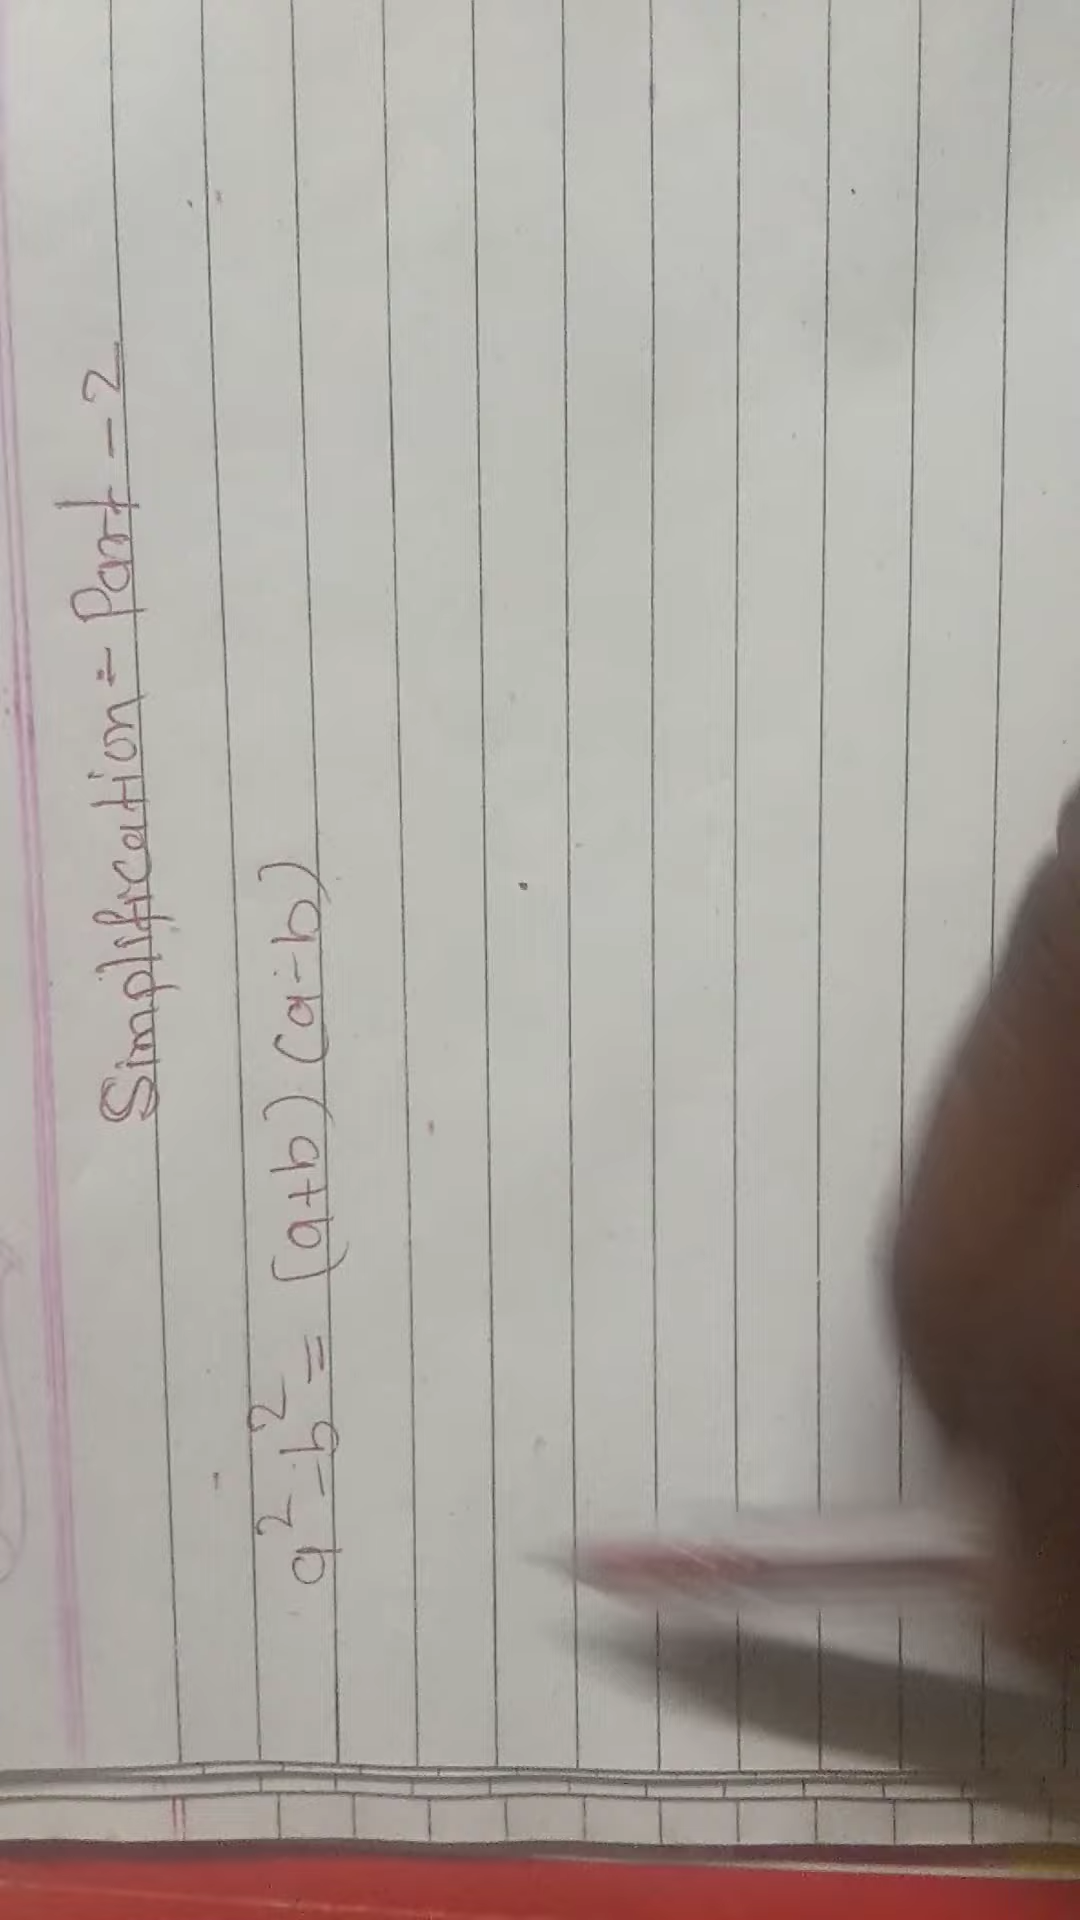 Simplification - Part - 2
a² - b² = (a+b) (a-b)